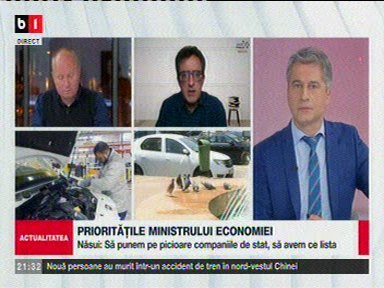 B1
DIRECT
ACTUALITATEA
PRIORITĂȚILE MINISTRULUI ECONOMIEI
Năsui: Să punem pe picioare companiile de stat, să avem ce lista
21:32 Nouă persoane au murit într-un accident de tren în nord-vestul Chinei